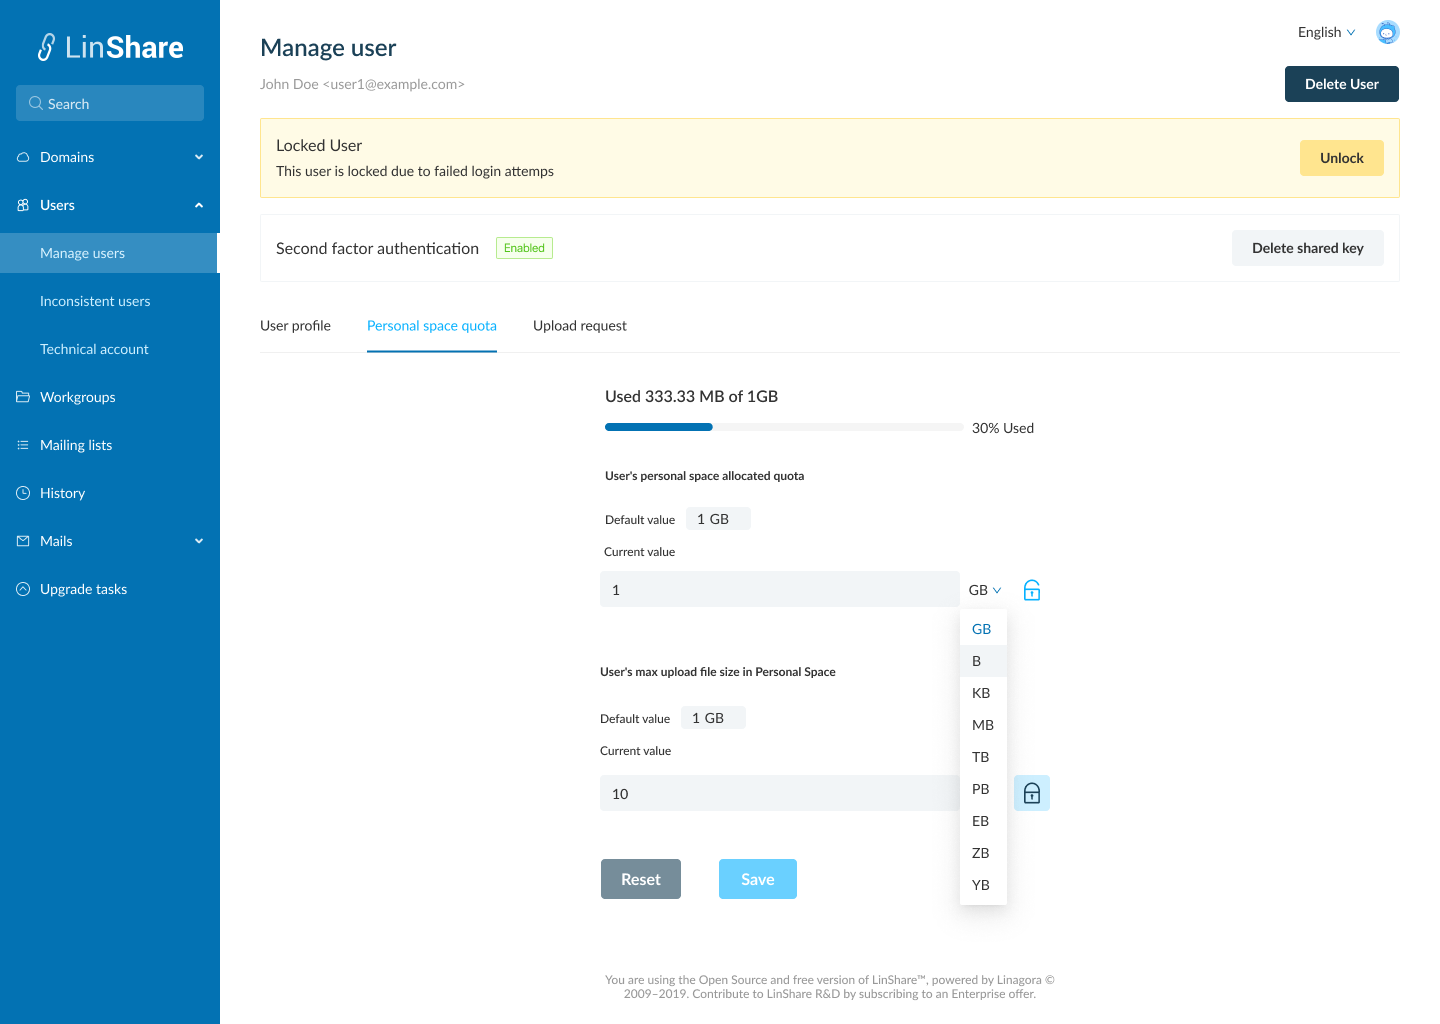 LinShare
Search
Domains
Users
Manage users
Inconsistent users
Technical account
Workgroups
Mailing lists
History
Mails
Upgrade tasks
English
Manage user
John Doe <user1@example.com>
Delete User
Locked User
This user is locked due to failed login attemps
Unlock
Second factor authentication Enabled
Delete shared key
User profile Personal space quota Upload request
Used 333.33 MB of 1GB
30% Used
User's personal space allocated quota
Default value 1 GB
Current value
1 GB
GB
B
KB
MB
TB
PB
EB
ZB
YB
User's max upload file size in Personal Space
Default value 1 GB
Current value
10
Reset Save
You are using the Open Source and free version of LinShare™, powered by Linagora ©
2009–2019. Contribute to LinShare R&D by subscribing to an Enterprise offer.